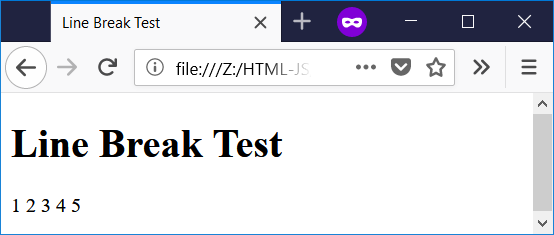 Line Break Test
file:///Z:/HTML-JS
Line Break Test
1 2 3 4 5